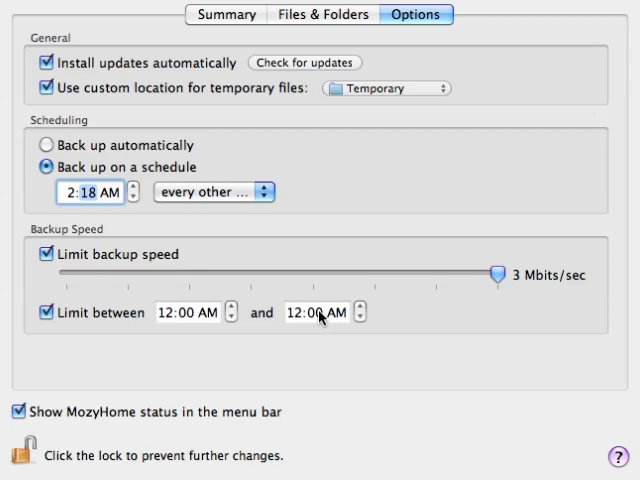 Summary Files & Folders Options
General
Install updates automatically Check for updates
Use custom location for temporary files: Temporary
Scheduling
Back up automatically
Back up on a schedule
2:18 AM every other ...
Backup Speed
Limit backup speed
3 Mbits/sec
Limit between 12:00 AM and 12:00 AM
Show MozyHome status in the menu bar
Click the lock to prevent further changes. ?